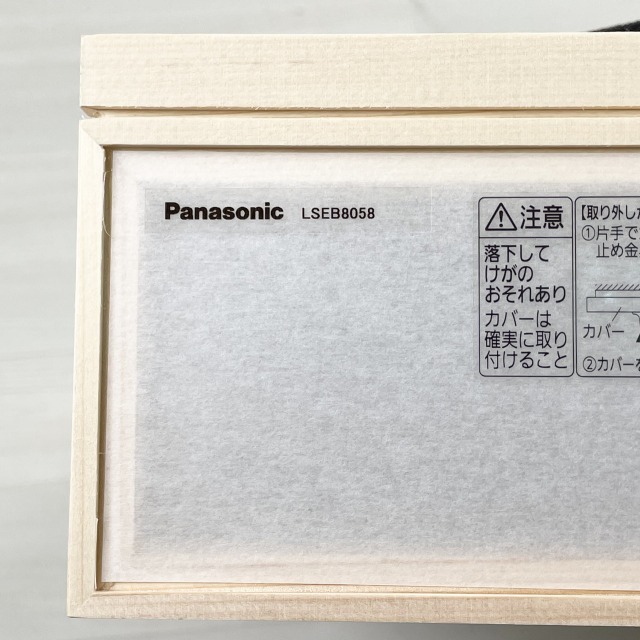 Panasonic LSEB8058
注意
落下して
けがの
おそれあり
カバーは
確実に取り
付けること
【取り外した
①片手で
止め金
カバー
②カバーを